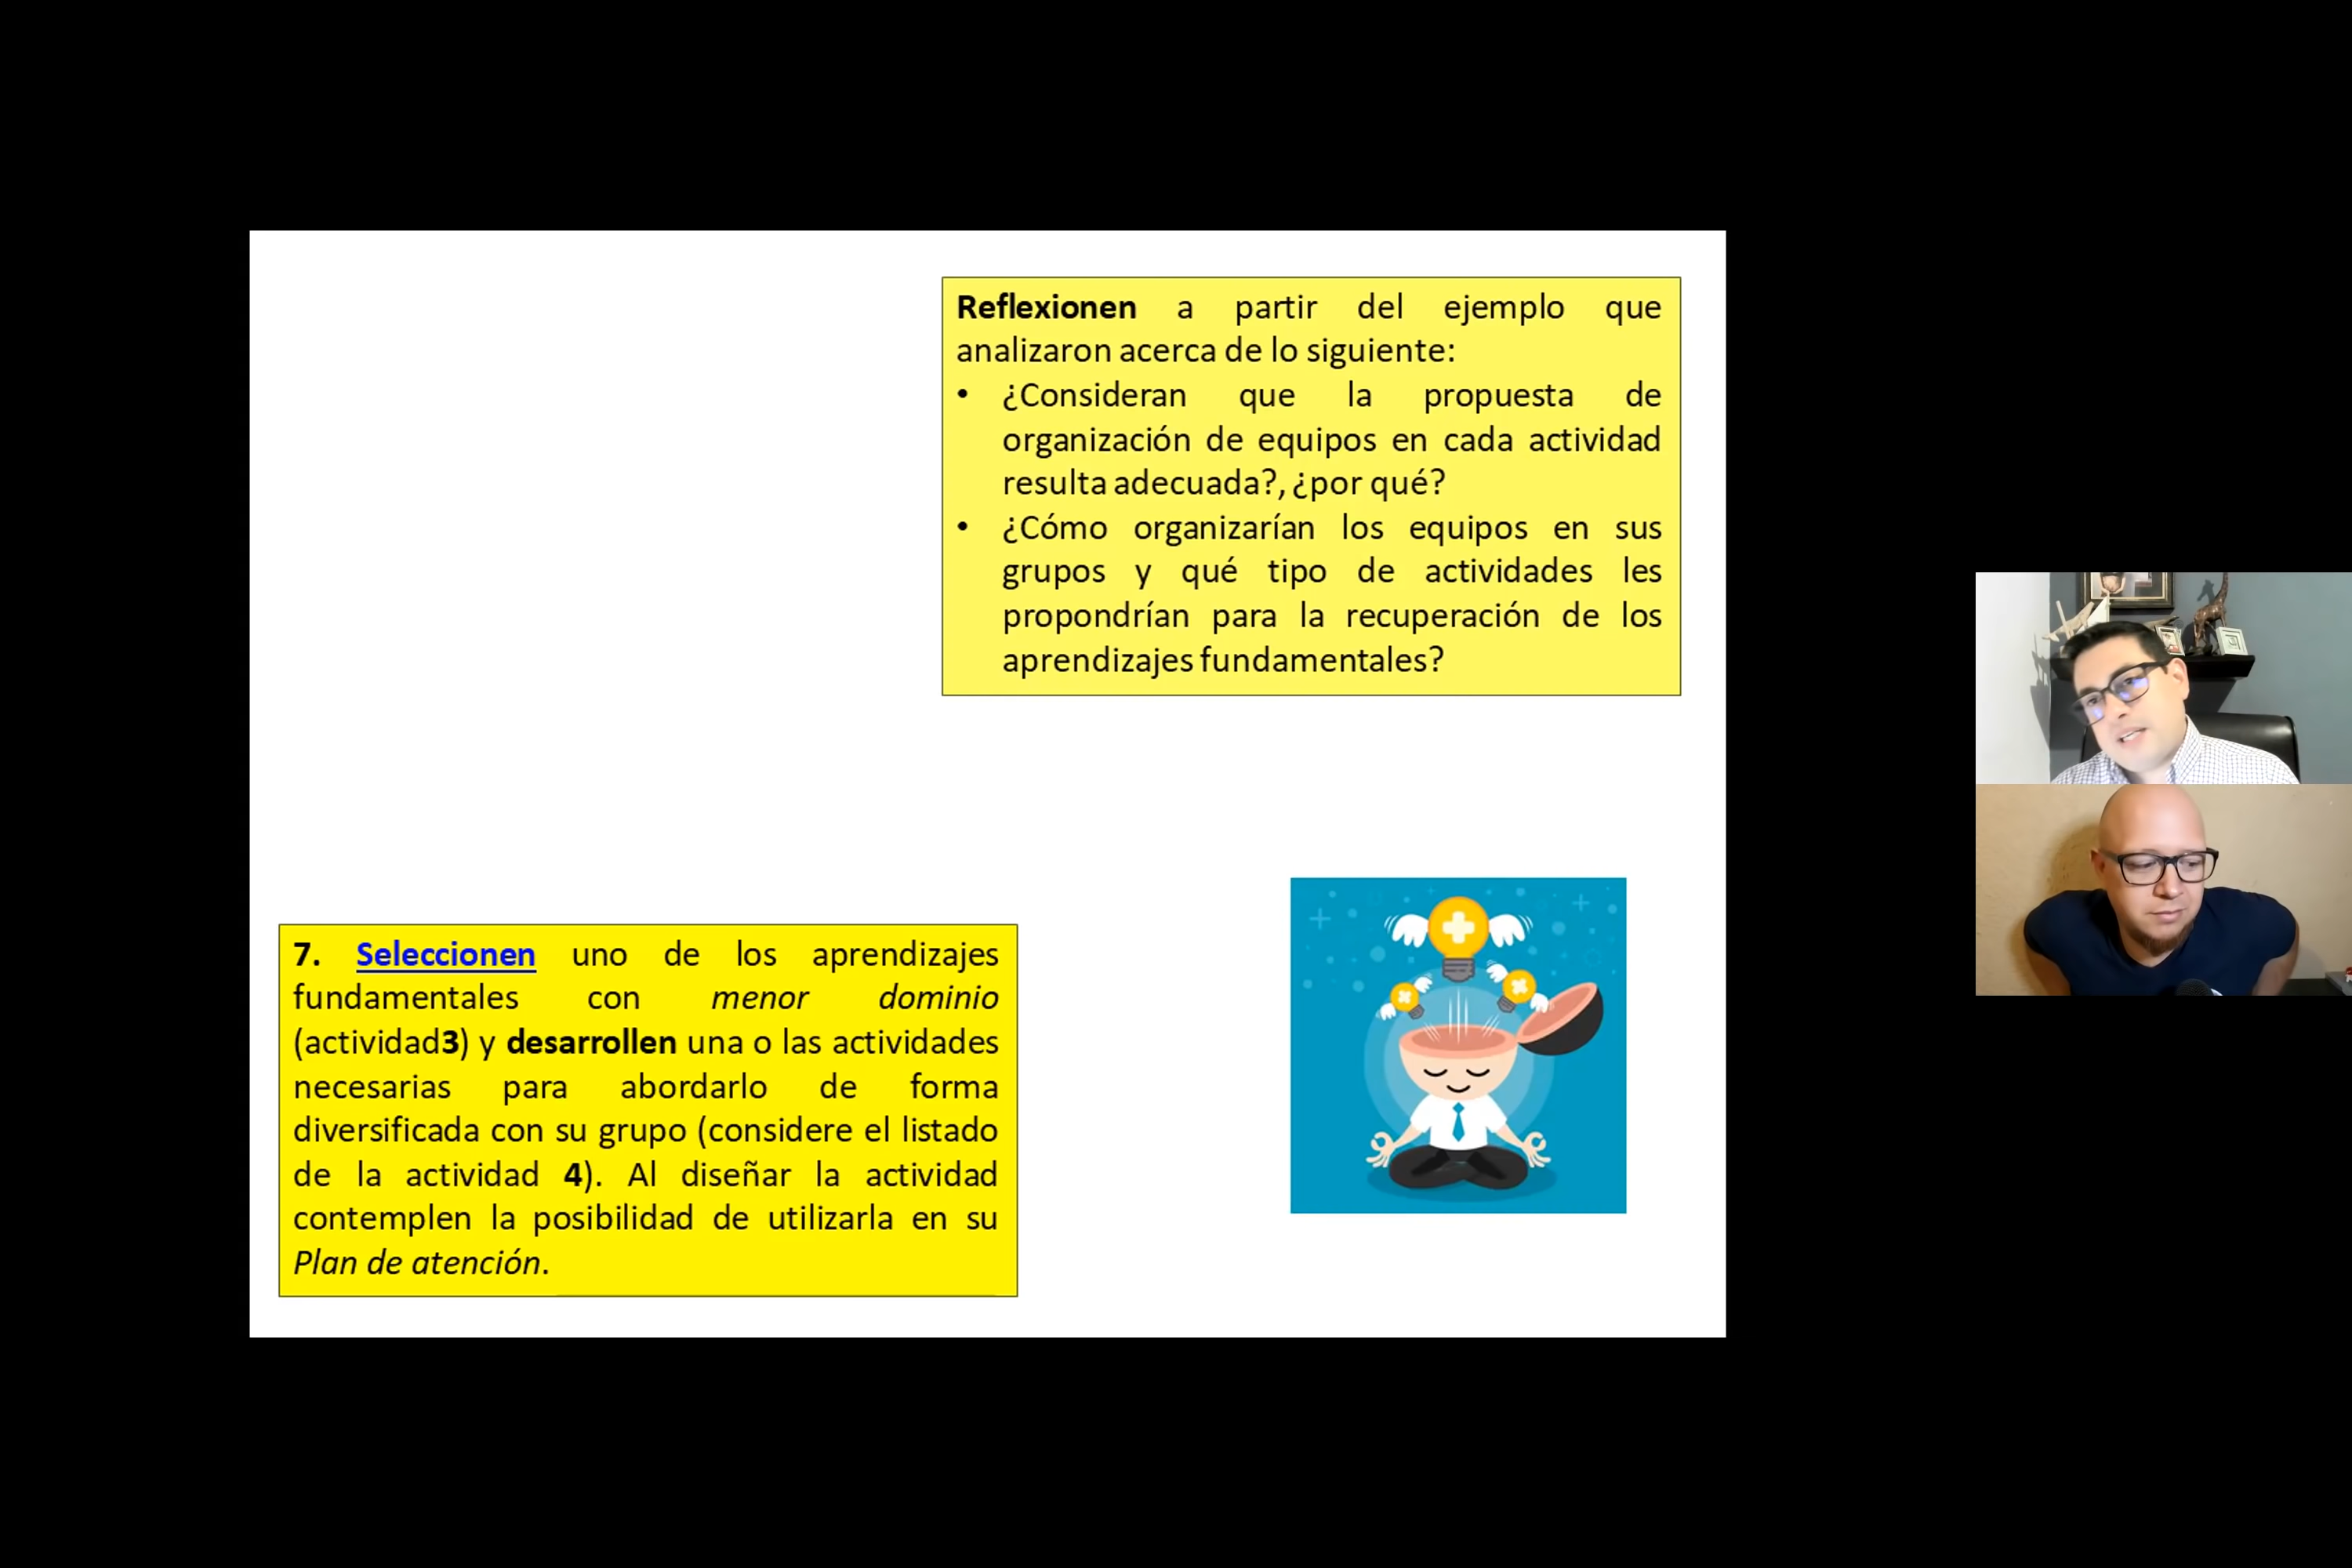 Reflexionen a partir del ejemplo que
analizaron acerca de lo siguiente:
• ¿Consideran que la propuesta de
organización de equipos en cada actividad
resulta adecuada?, ¿por qué?
• ¿Cómo organizarían los equipos en sus
grupos y qué tipo de actividades les
propondrían para la recuperación de los
aprendizajes fundamentales?
7. Seleccionen uno de los aprendizajes
fundamentales con menor dominio
(actividad3) y desarrollen una o las actividades
necesarias para abordarlo de forma
diversificada con su grupo (considere el listado
de la actividad 4). Al diseñar la actividad
contemplen la posibilidad de utilizarla en su
Plan de atención.